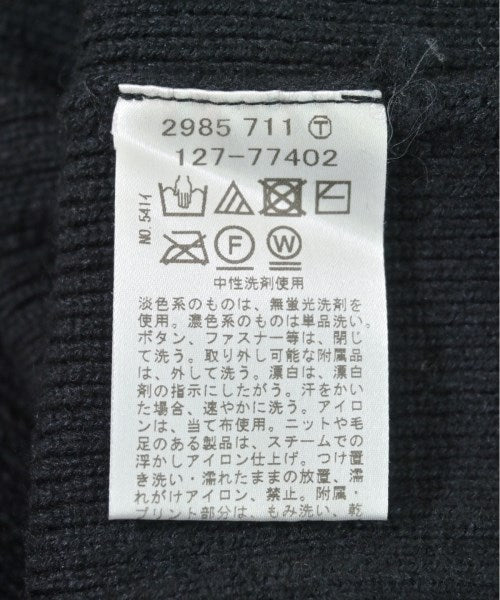 2985 711 Ⓣ
127-77402
NO.541イ
F W
中性洗剤使用
淡色系のものは、無蛍光洗剤を
使用。濃色系のものは単品洗い。
ボタン、ファスナー等は、閉じ
て洗う。取り外し可能な附属品
は、外して洗う。漂白は、漂白
剤の指示にしたがう。汗をかい
た場合、速やかに洗う。アイロ
ンは、当て布使用。ニットや毛
足のある製品は、スチームでの
浮かしアイロン仕上げ。つけ置
き洗い・濡れたままの放置、濡
れがけアイロン、禁止。附属・
プリント部分は、もみ洗い、乾